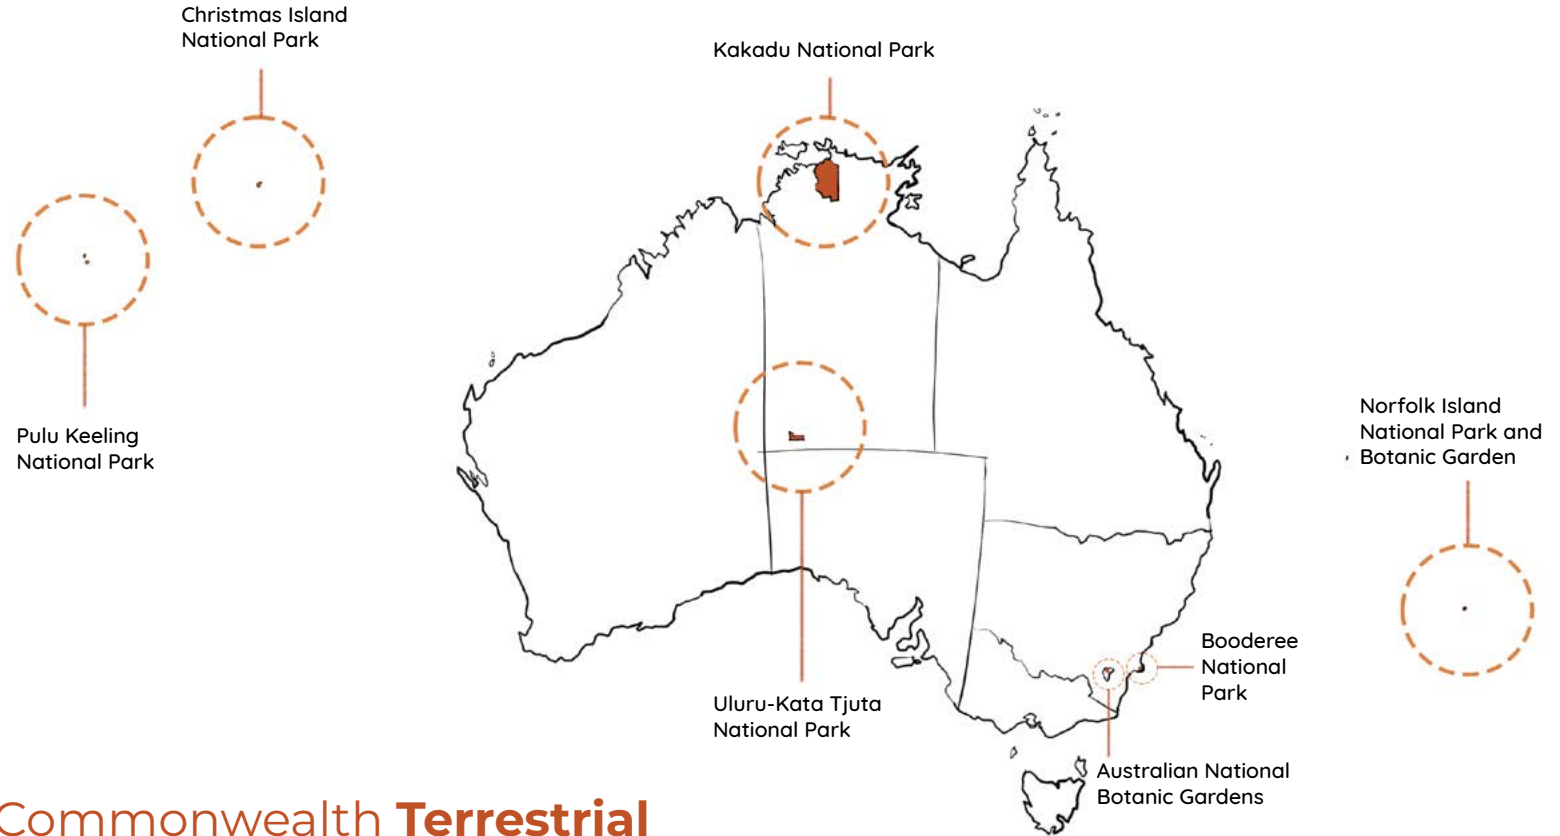 Christmas Island
National Park
Kakadu National Park
Pulu Keeling
National Park
Norfolk Island
National Park and
Botanic Garden
Booderee
National
Park
Uluru-Kata Tjuta
National Park
Australian National
Botanic Gardens
Commonwealth Terrestrial